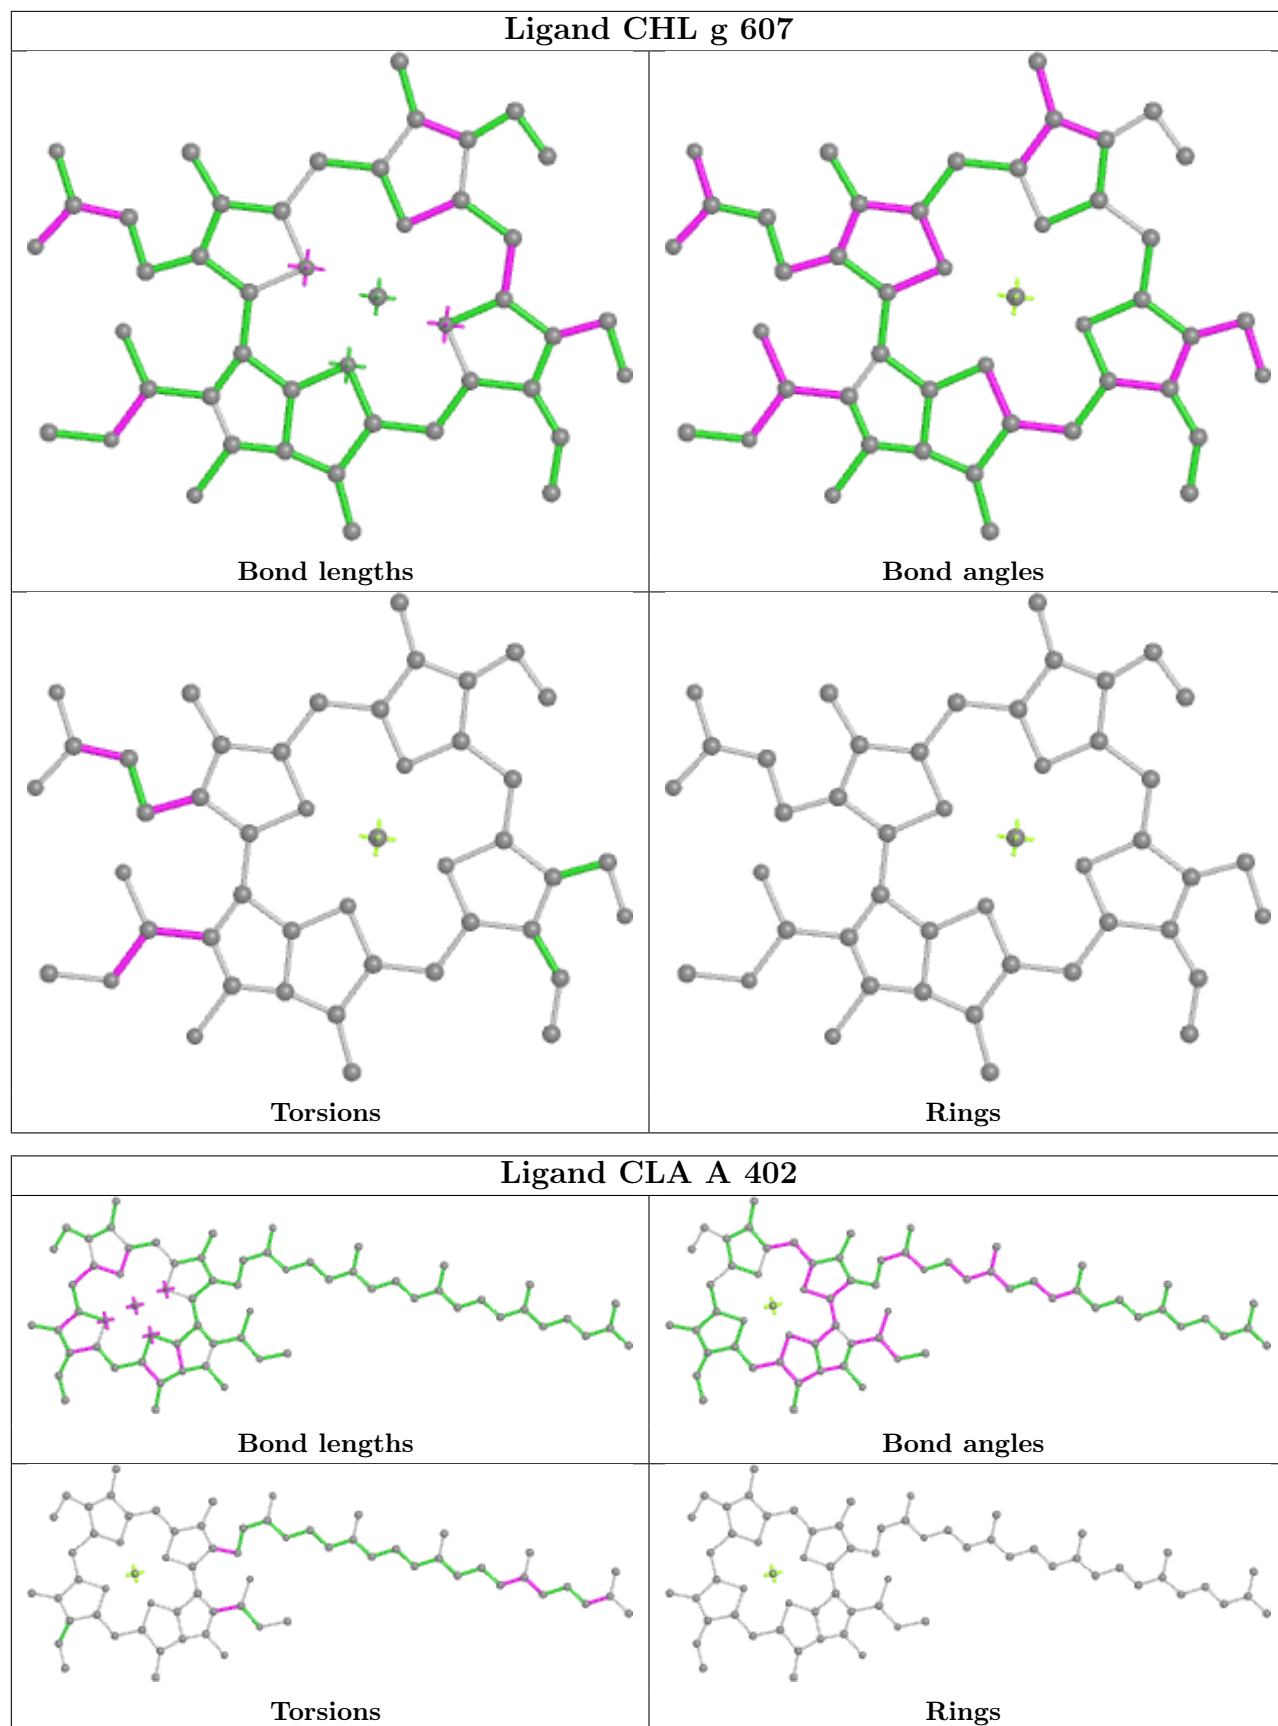 Ligand CHL g 607
Bond lengths
Bond angles
Torsions
Rings
Ligand CLA A 402
Bond lengths
Bond angles
Torsions
Rings